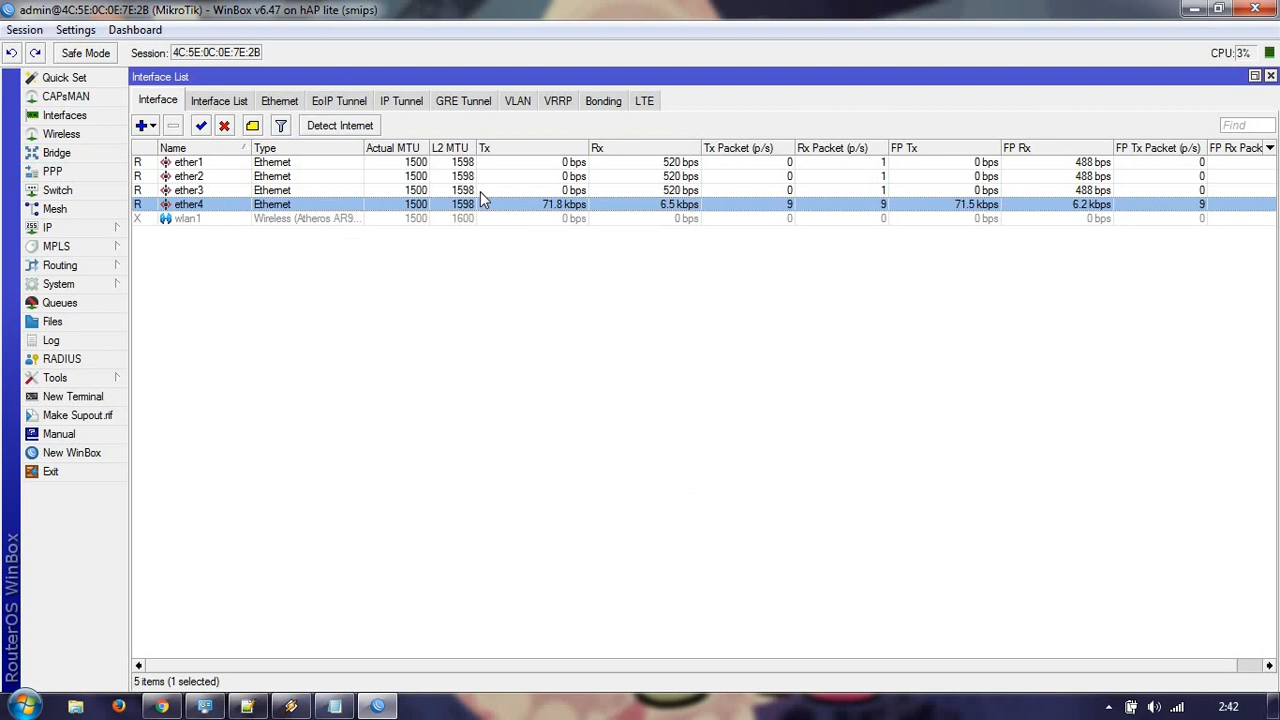 admin@4C:5E:0C:0E:7E:2B (MikroTik) - WinBox v6.47 on hAP lite (smips)
Session Settings Dashboard
Safe Mode Session: 4C:5E:0C:0E:7E:2B CPU: 3%
Quick Set
CAPsMAN
Interfaces
Wireless
Bridge
PPP
Switch
Mesh
IP
MPLS
Routing
System
Queues
Files
Log
RADIUS
Tools
New Terminal
Make Supout.rif
Manual
New WinBox
Exit
RouterOS WinBox
Interface List
Interface Interface List Ethernet EoIP Tunnel IP Tunnel GRE Tunnel VLAN VRRP Bonding LTE
Detect Internet Find
Name Type Actual MTU L2 MTU Tx Rx Tx Packet (p/s) Rx Packet (p/s) FP Tx FP Rx FP Tx Packet (p/s) FP Rx Pack
R ether1 Ethernet 1500 1598 0 bps 520 bps 0 1 0 bps 488 bps 0
R ether2 Ethernet 1500 1598 0 bps 520 bps 0 1 0 bps 488 bps 0
R ether3 Ethernet 1500 1598 0 bps 520 bps 0 1 0 bps 488 bps 0
R ether4 Ethernet 1500 1598 71.8 kbps 6.5 kbps 9 9 71.5 kbps 6.2 kbps 9
X wlan1 Wireless (Atheros AR9... 1500 1600 0 bps 0 bps 0 0 0 bps 0 bps 0
5 items (1 selected)
2:42